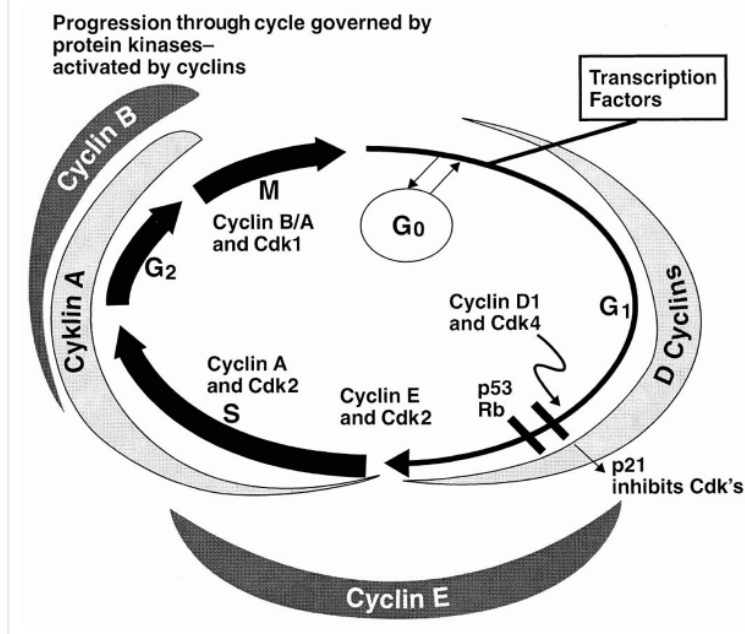 Progression through cycle governed by
protein kinases–
activated by cyclins
Transcription
Factors
Cyclin B
Cyklin A
M
Cyclin B/A
and Cdk1
G0
G2
G1
D Cyclins
Cyclin D1
and Cdk4
Cyclin A
and Cdk2
S
Cyclin E
and Cdk2
p53
Rb
p21
inhibits Cdk's
Cyclin E